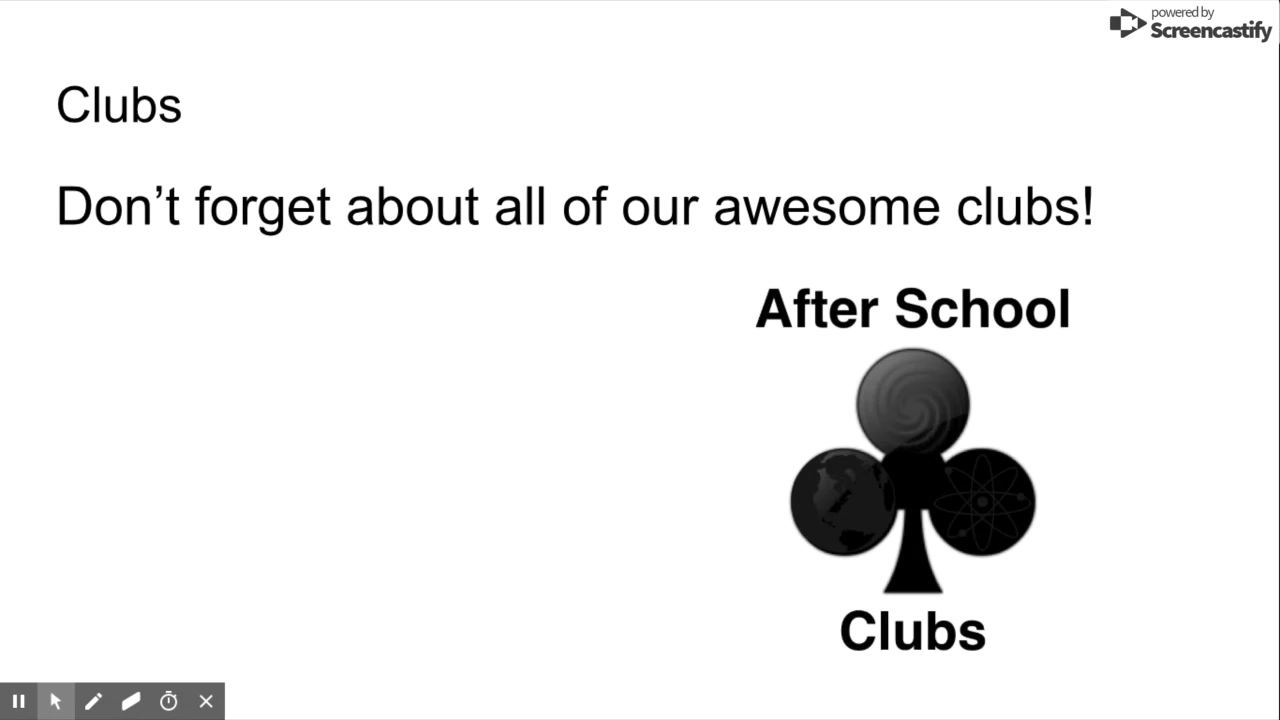 powered by
Screencastify
Clubs
Don’t forget about all of our awesome clubs!
After School
Clubs